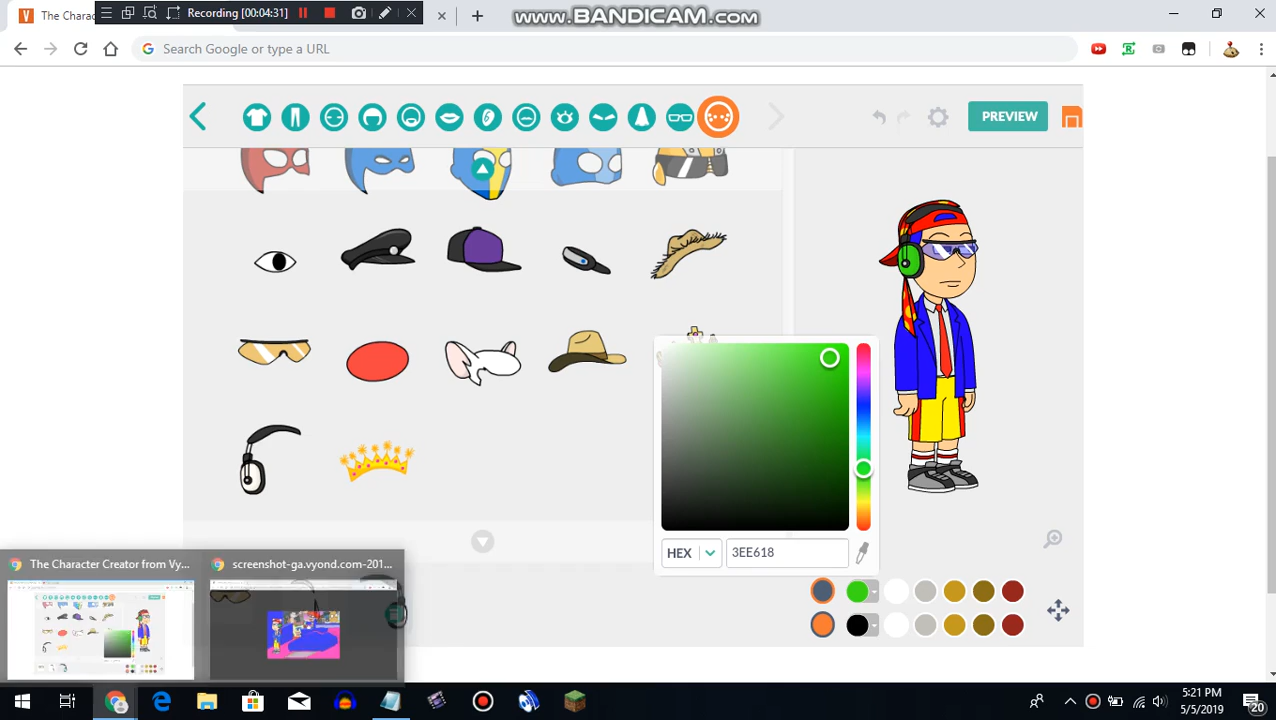 The Charac
Recording [00:04:31]
www.BANDICAM.com
Search Google or type a URL
PREVIEW
HEX
3EE618
The Character Creator from Vy...
screenshot-ga.vyond.com-201...
5:21 PM
5/5/2019
20